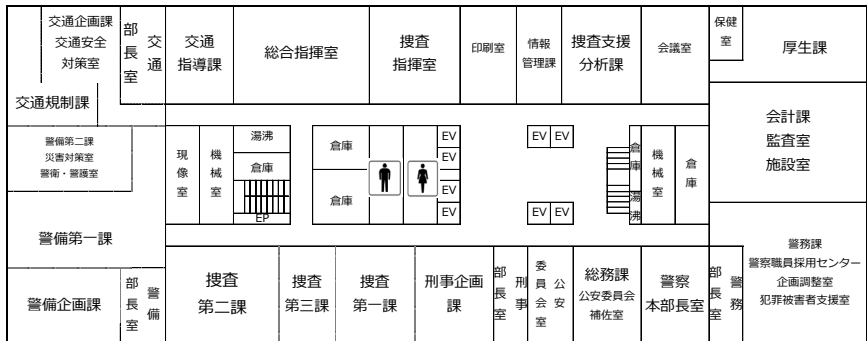 交通企画課
交通安全
対策室
交通
部長室
交通
指導課
総合指揮室
捜査
指揮室
印刷室
情報
管理課
捜査支援
分析課
会議室
保健
室
厚生課
交通規制課
会計課
監査室
施設室
警備第二課
災害対策室
警衛・警護室
現像室
機械室
湯沸
倉庫
EP
倉庫
倉庫
EV
EV
EV
EV
EV
EV
EV
EV
倉庫
湯沸
機械室
倉庫
警備第一課
警務課
警察職員採用センター
企画調整室
犯罪被害者支援室
警備企画課
警備
部長室
捜査
第二課
捜査
第三課
捜査
第一課
刑事企画
課
刑事
部長室
公安
委員会室
総務課
公安委員会
補佐室
警察
本部長室
警務
部長室